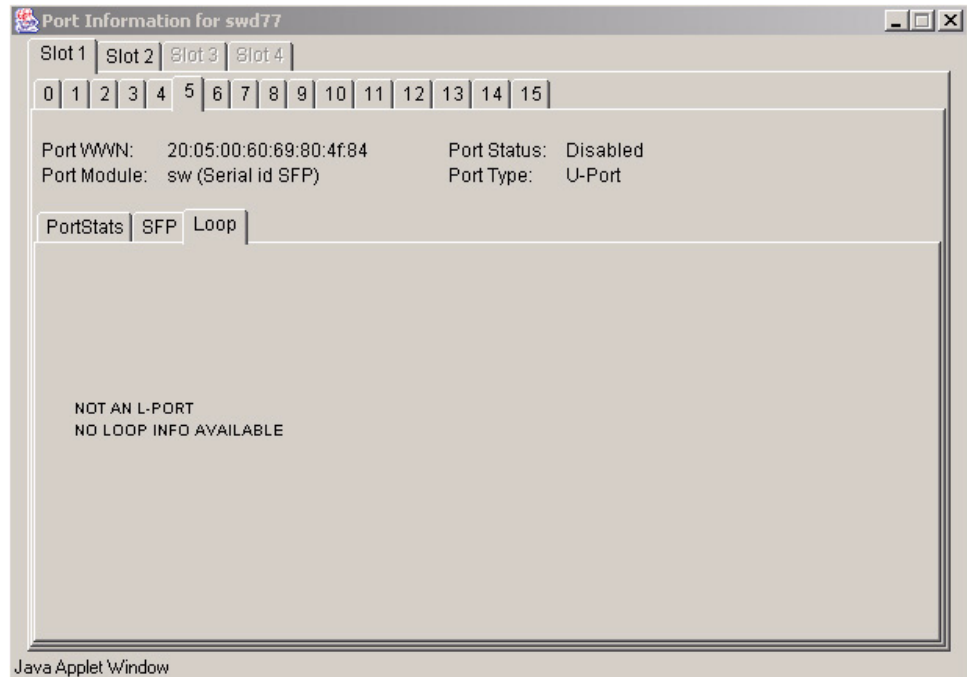 Port Information for swd77
Slot 1 Slot 2 Slot 3 Slot 4
0 1 2 3 4 5 6 7 8 9 10 11 12 13 14 15
Port WWN: 20:05:00:60:69:80:4f:84 Port Status: Disabled
Port Module: sw (Serial id SFP) Port Type: U-Port
PortStats SFP Loop
NOT AN L-PORT
NO LOOP INFO AVAILABLE
Java Applet Window